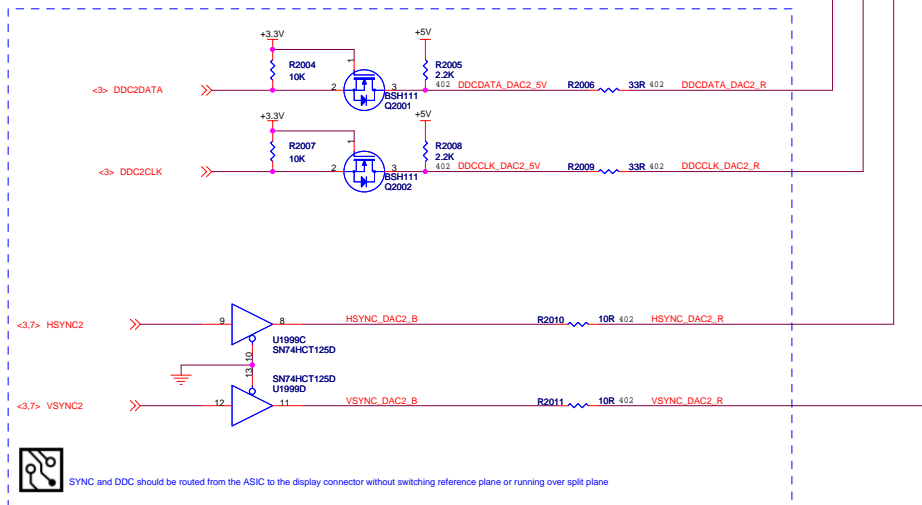 +3.3V
+5V
R2004
10K
R2005
2.2K
1
<3> DDC2DATA
2
3
402
DDCDATA_DAC2_5V
R2006
33R
402
DDCDATA_DAC2_R
BSH111
Q2001
+3.3V
+5V
R2007
10K
R2008
2.2K
1
<3> DDC2CLK
2
3
402
DDCCLK_DAC2_5V
R2009
33R
402
DDCCLK_DAC2_R
BSH111
Q2002
<3,7> HSYNC2
9
8
HSYNC_DAC2_B
R2010
10R
402
HSYNC_DAC2_R
U1999C
SN74HCT125D
10
13
SN74HCT125D
U1999D
<3,7> VSYNC2
12
11
VSYNC_DAC2_B
R2011
10R
402
VSYNC_DAC2_R
SYNC and DDC should be routed from the ASIC to the display connector without switching reference plane or running over split plane